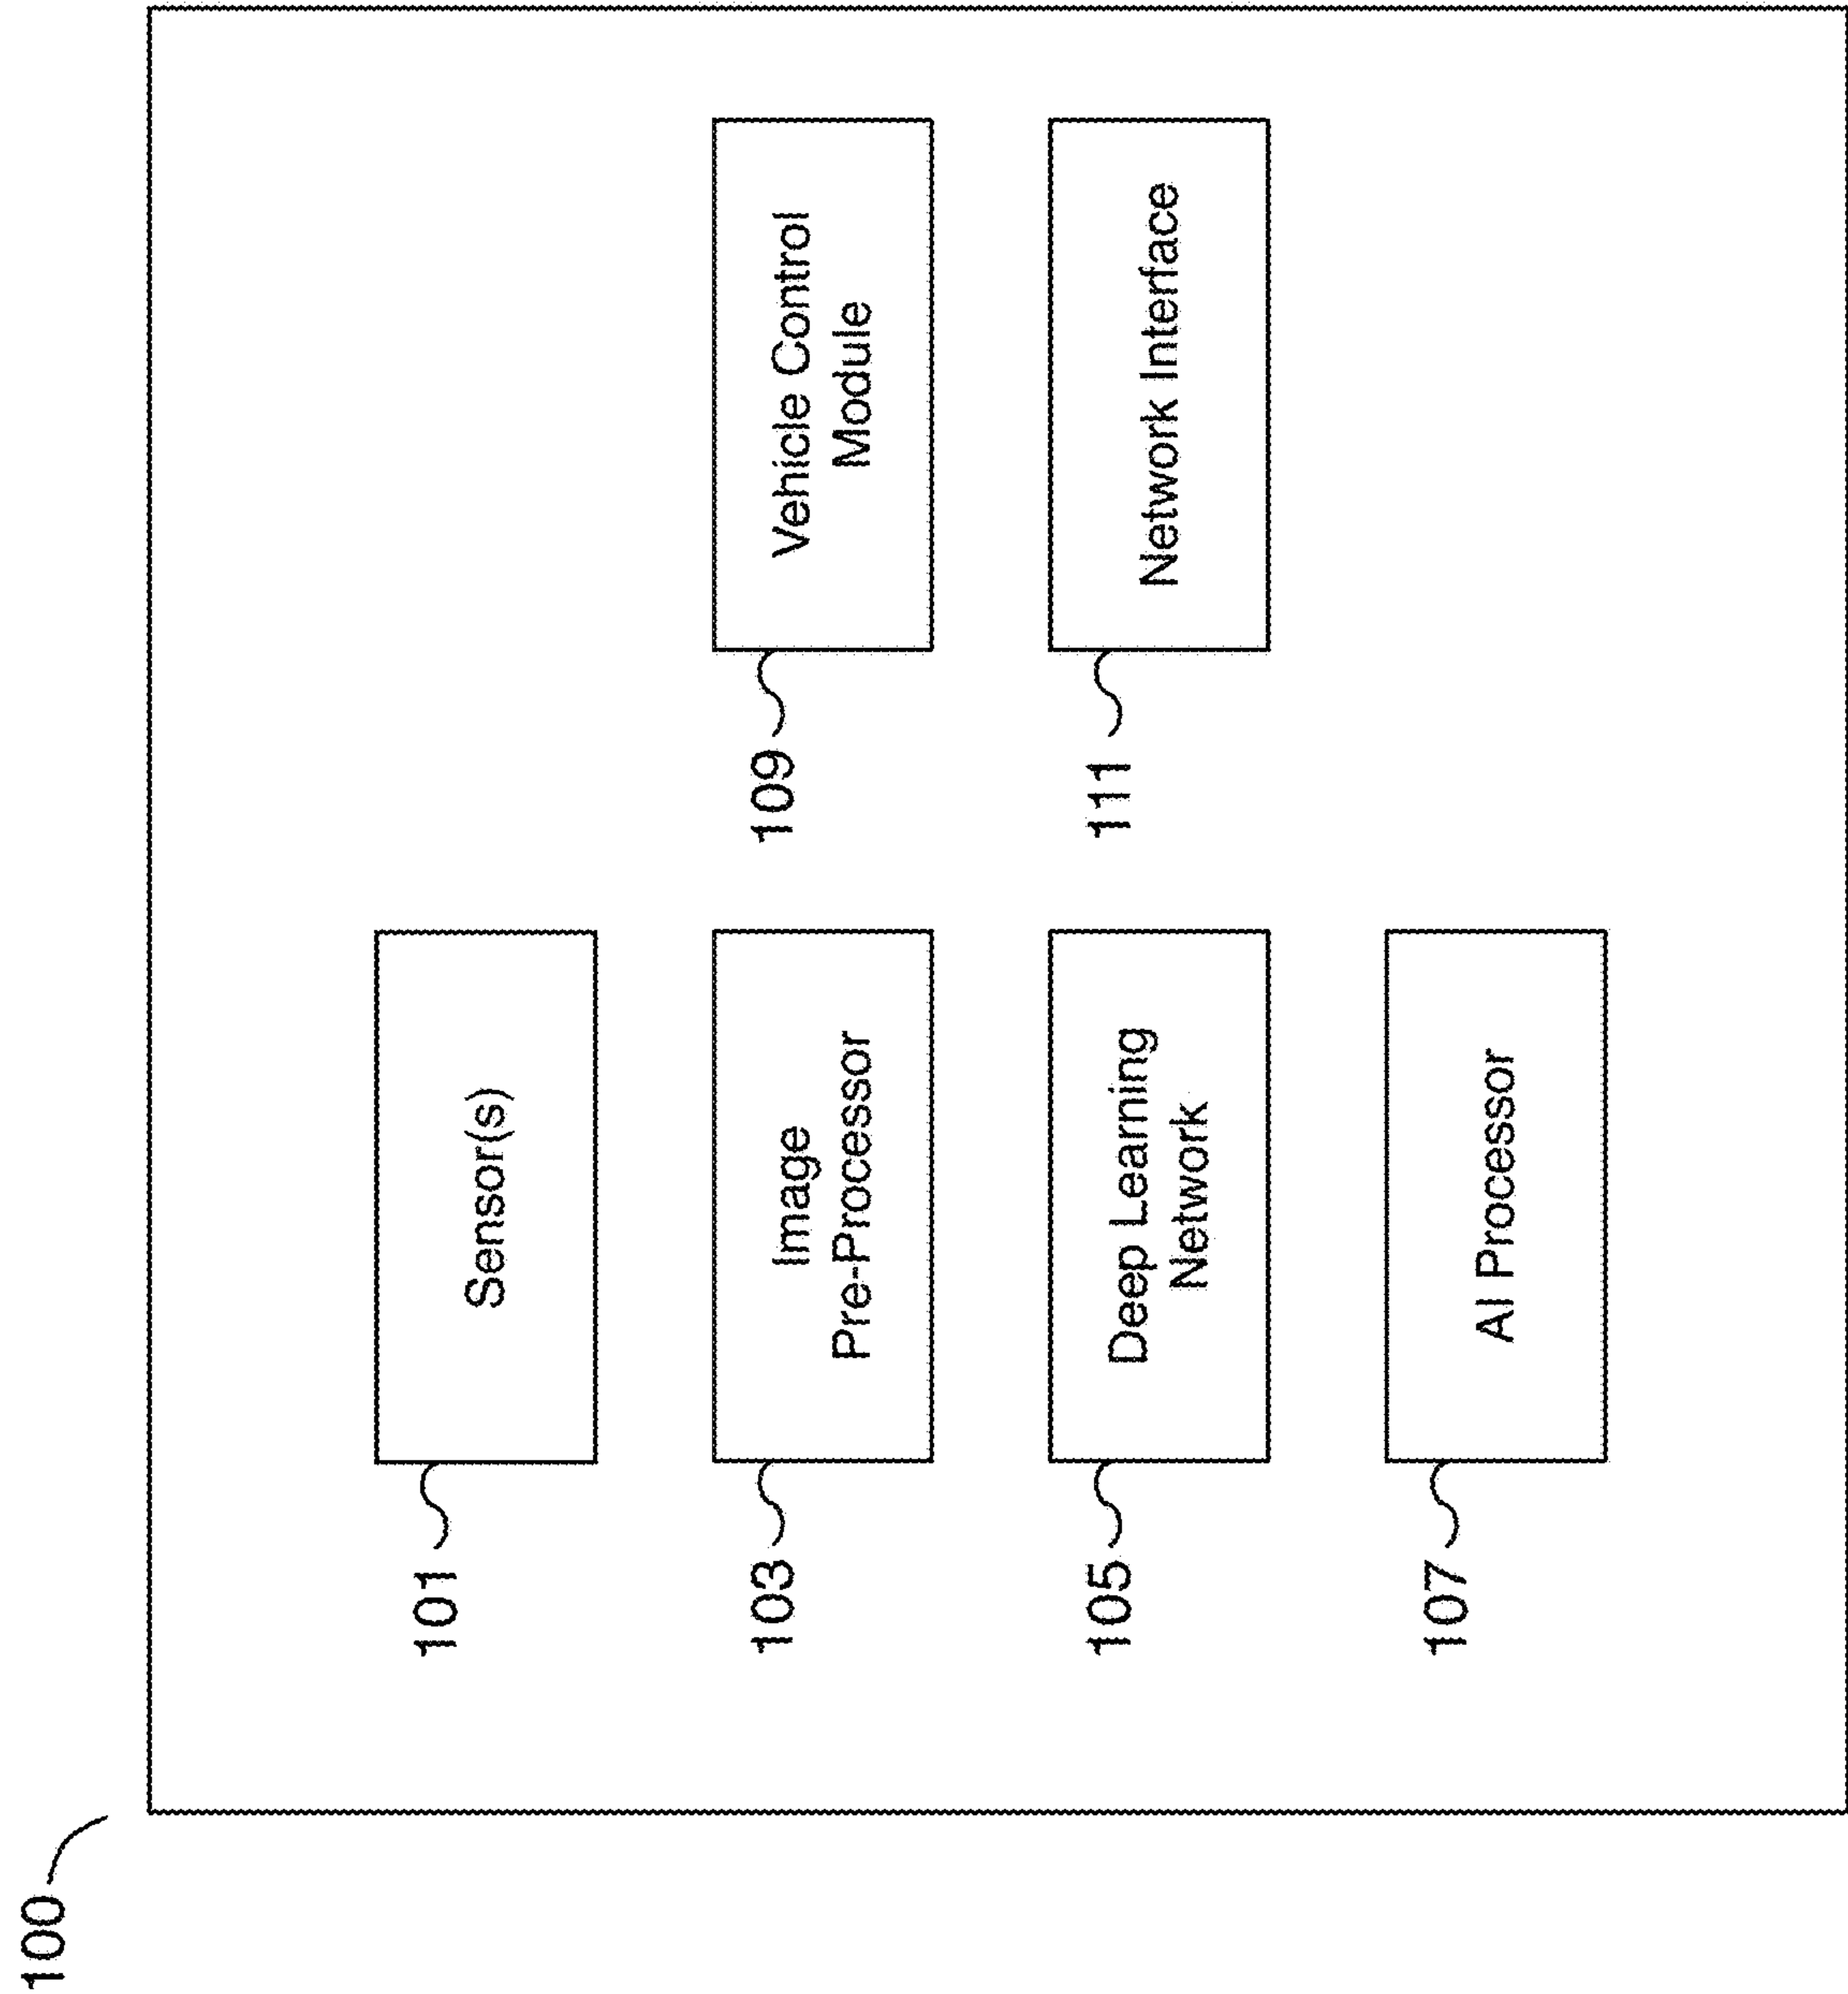 100
101
Sensor(s)
103
Image
Pre-Processor
105
Deep Learning
Network
107
AI Processor
109
Vehicle Control
Module
111
Network Interface